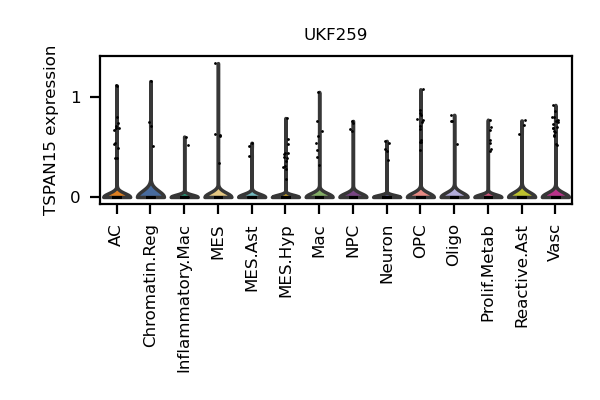 UKF259
TSPAN15 expression
1
0
AC
Chromatin.Reg
Inflammatory.Mac
MES
MES.Ast
MES.Hyp
Mac
NPC
Neuron
OPC
Oligo
Prolif.Metab
Reactive.Ast
Vasc